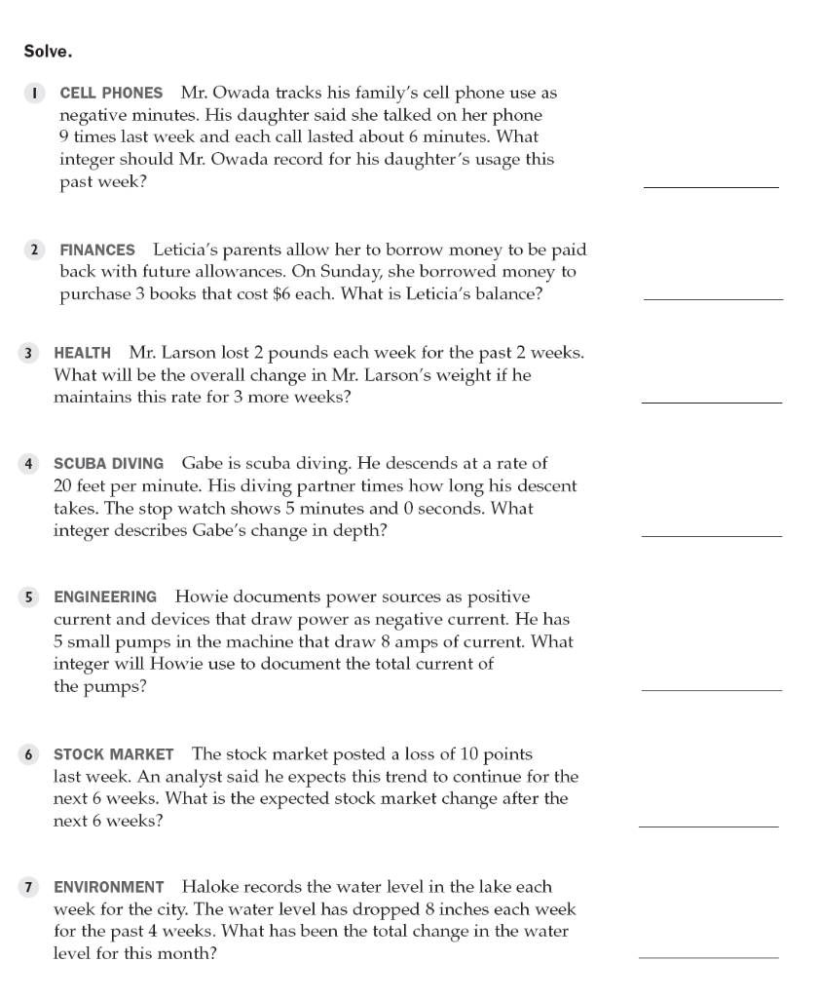 Solve.
1 CELL PHONES Mr. Owada tracks his family's cell phone use as
negative minutes. His daughter said she talked on her phone
9 times last week and each call lasted about 6 minutes. What
integer should Mr. Owada record for his daughter's usage this
past week?
2 FINANCES Leticia's parents allow her to borrow money to be paid
back with future allowances. On Sunday, she borrowed money to
purchase 3 books that cost $6 each. What is Leticia's balance?
3 HEALTH Mr. Larson lost 2 pounds each week for the past 2 weeks.
What will be the overall change in Mr. Larson's weight if he
maintains this rate for 3 more weeks?
4 SCUBA DIVING Gabe is scuba diving. He descends at a rate of
20 feet per minute. His diving partner times how long his descent
takes. The stop watch shows 5 minutes and 0 seconds. What
integer describes Gabe's change in depth?
5 ENGINEERING Howie documents power sources as positive
current and devices that draw power as negative current. He has
5 small pumps in the machine that draw 8 amps of current. What
integer will Howie use to document the total current of
the pumps?
6 STOCK MARKET The stock market posted a loss of 10 points
last week. An analyst said he expects this trend to continue for the
next 6 weeks. What is the expected stock market change after the
next 6 weeks?
7 ENVIRONMENT Haloke records the water level in the lake each
week for the city. The water level has dropped 8 inches each week
for the past 4 weeks. What has been the total change in the water
level for this month?